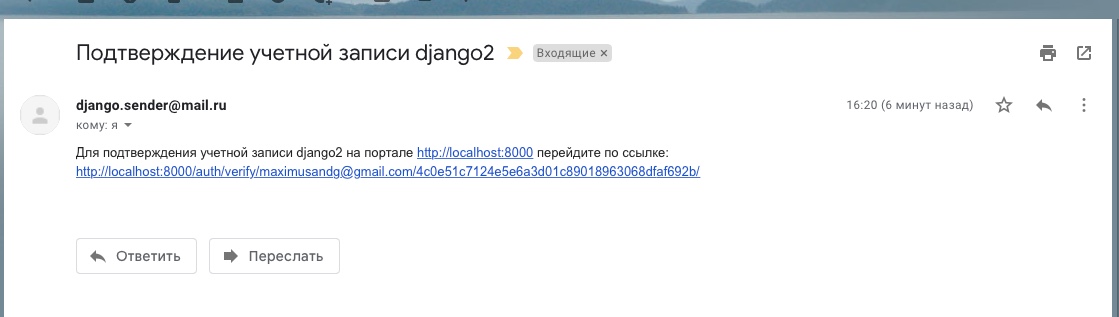 Подтверждение учетной записи django2
Входящие ×
django.sender@mail.ru
16:20 (6 минут назад)
кому: я
Для подтверждения учетной записи django2 на портале http://localhost:8000 перейдите по ссылке:
http://localhost:8000/auth/verify/maximusandg@gmail.com/4c0e51c7124e5e6a3d01c89018963068dfaf692b/
Ответить
Переслать